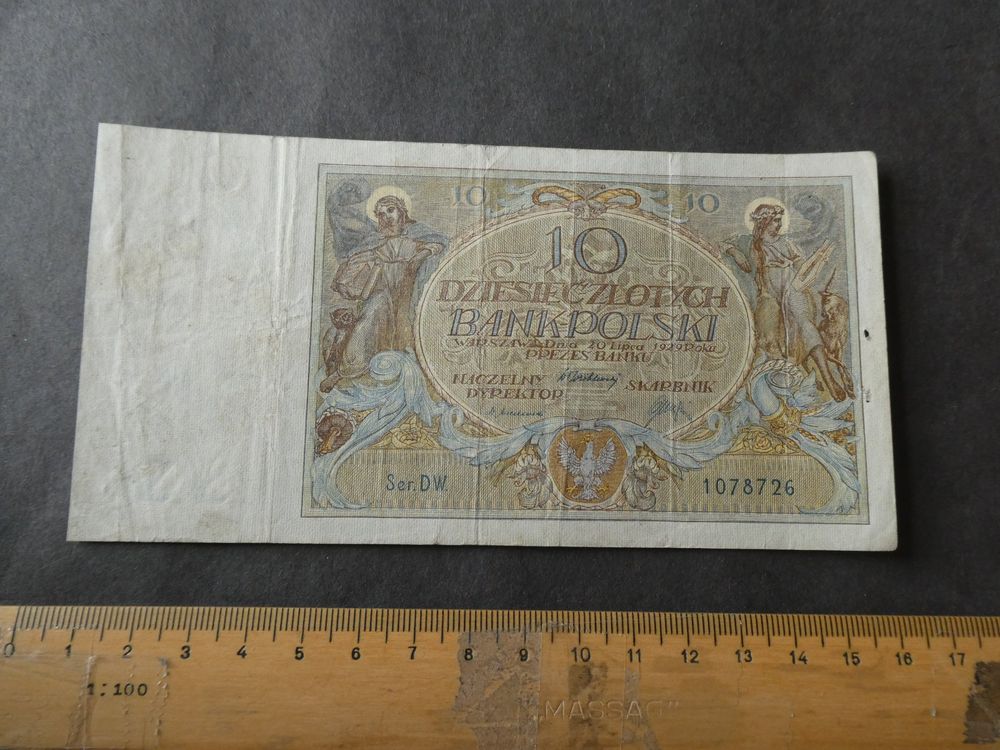 10 10
10
DZIESIĘĆ ZŁOTYCH
BANK POLSKI
WARSZAWA, Dnia 20 Lipca 1929 Roku
PREZES BANKU
NACZELNY DYREKTOR
SKARBNIK
Ser. DW. 1078726
0 1 2 3 4 5 6 7 8 9 10 11 12 13 14 15 16 17
1:100
"MASSAG"